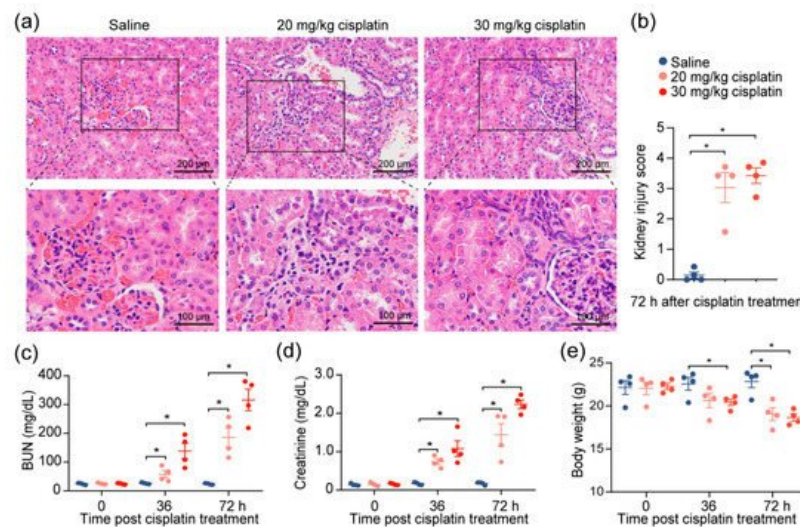 (a)
Saline
20 mg/kg cisplatin
30 mg/kg cisplatin
200 μm
200 μm
200 μm
100 μm
100 μm
100 μm
(b)
Saline
20 mg/kg cisplatin
30 mg/kg cisplatin
Kidney injury score
5
4
3
2
1
0
*
*
72 h after cisplatin treatment
(c)
BUN (mg/dL)
400
300
200
100
0
*
*
*
*
0
36
72 h
Time post cisplatin treatment
(d)
Creatinine (mg/dL)
4.0
3.0
2.0
1.0
0
*
*
*
*
0
36
72 h
Time post cisplatin treatment
(e)
Body weight (g)
25
20
15
10
*
*
*
0
36
72 h
Time post cisplatin treatment